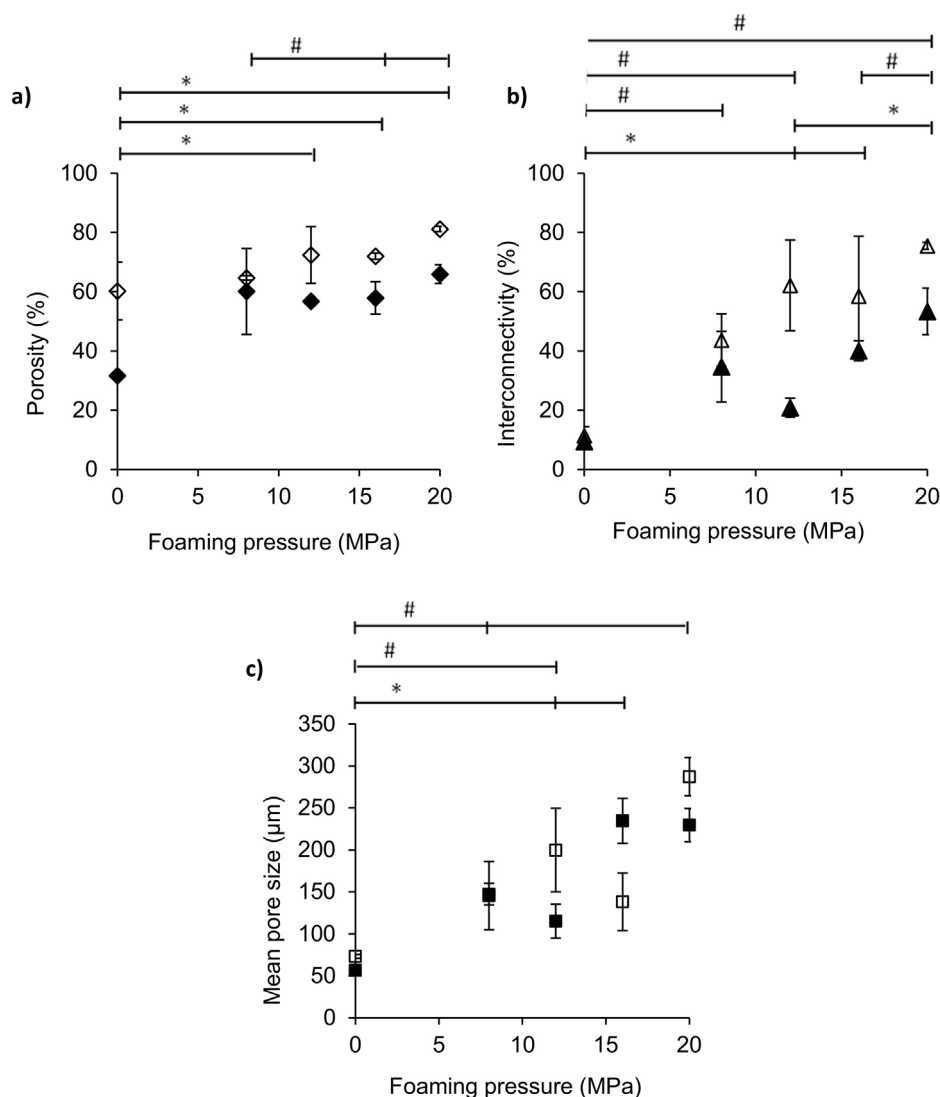 #
a)
*
*
*
Porosity (%)
100
80
60
40
20
0
0 5 10 15 20
Foaming pressure (MPa)
#
#
#
b)
#
*
*
Interconnectivity (%)
100
80
60
40
20
0
0 5 10 15 20
Foaming pressure (MPa)
#
c)
#
*
Mean pore size (µm)
350
300
250
200
150
100
50
0
0 5 10 15 20
Foaming pressure (MPa)